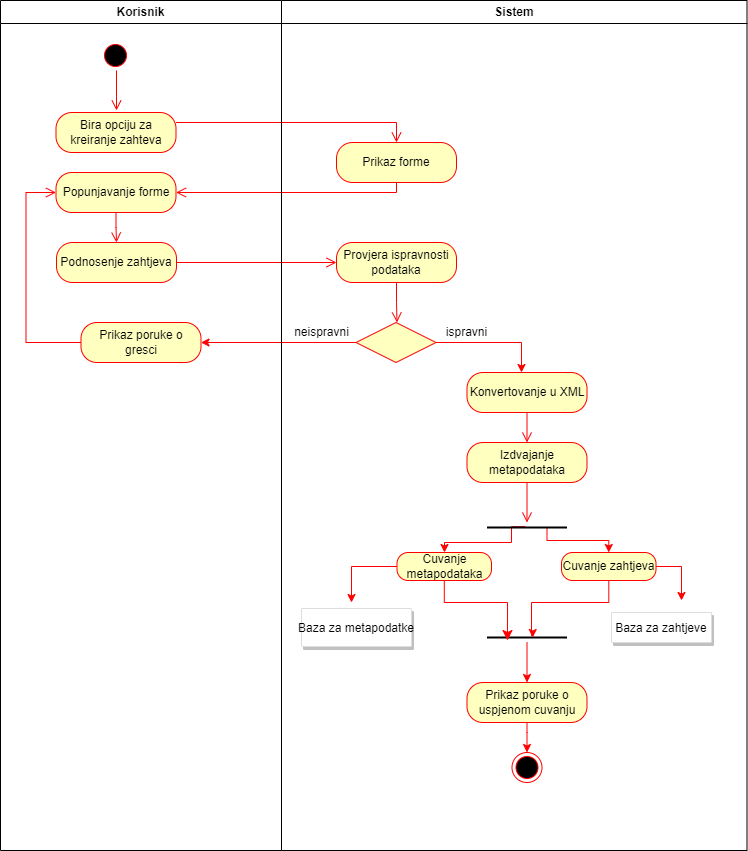 Korisnik
Sistem
Bira opciju za
kreiranje zahteva
Prikaz forme
Popunjavanje forme
Podnosenje zahtjeva
Provjera ispravnosti
podataka
neispravni
ispravni
Prikaz poruke o
gresci
Konvertovanje u XML
Izdvajanje
metapodataka
Cuvanje
metapodataka
Cuvanje zahtjeva
Baza za metapodatke
Baza za zahtjeve
Prikaz poruke o
uspjenom cuvanju